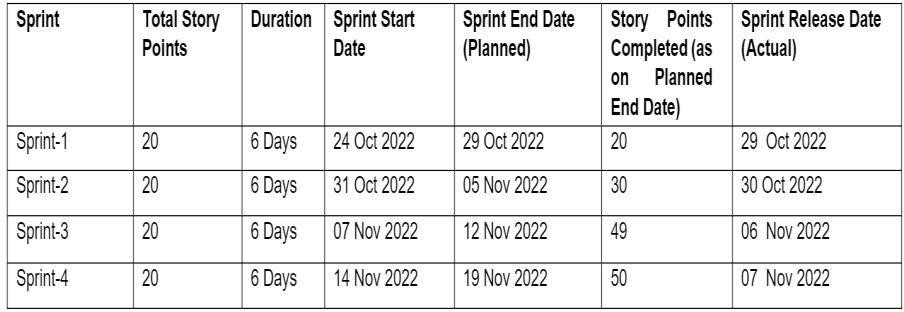 Sprint Total Story Points Duration Sprint Start Date Sprint End Date (Planned) Story Points Completed (as on Planned End Date) Sprint Release Date (Actual)
Sprint-1 20 6 Days 24 Oct 2022 29 Oct 2022 20 29 Oct 2022
Sprint-2 20 6 Days 31 Oct 2022 05 Nov 2022 30 30 Oct 2022
Sprint-3 20 6 Days 07 Nov 2022 12 Nov 2022 49 06 Nov 2022
Sprint-4 20 6 Days 14 Nov 2022 19 Nov 2022 50 07 Nov 2022